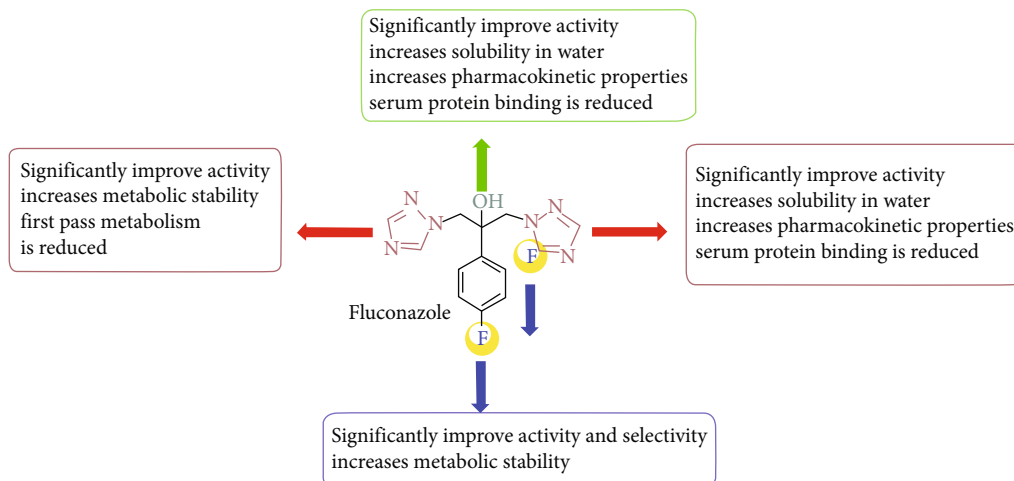 Significantly improve activity
increases solubility in water
increases pharmacokinetic properties
serum protein binding is reduced
Significantly improve activity
increases metabolic stability
first pass metabolism
is reduced
N
N
N
OH
N
N
N
F
Significantly improve activity
increases solubility in water
increases pharmacokinetic properties
serum protein binding is reduced
Fluconazole
F
Significantly improve activity and selectivity
increases metabolic stability